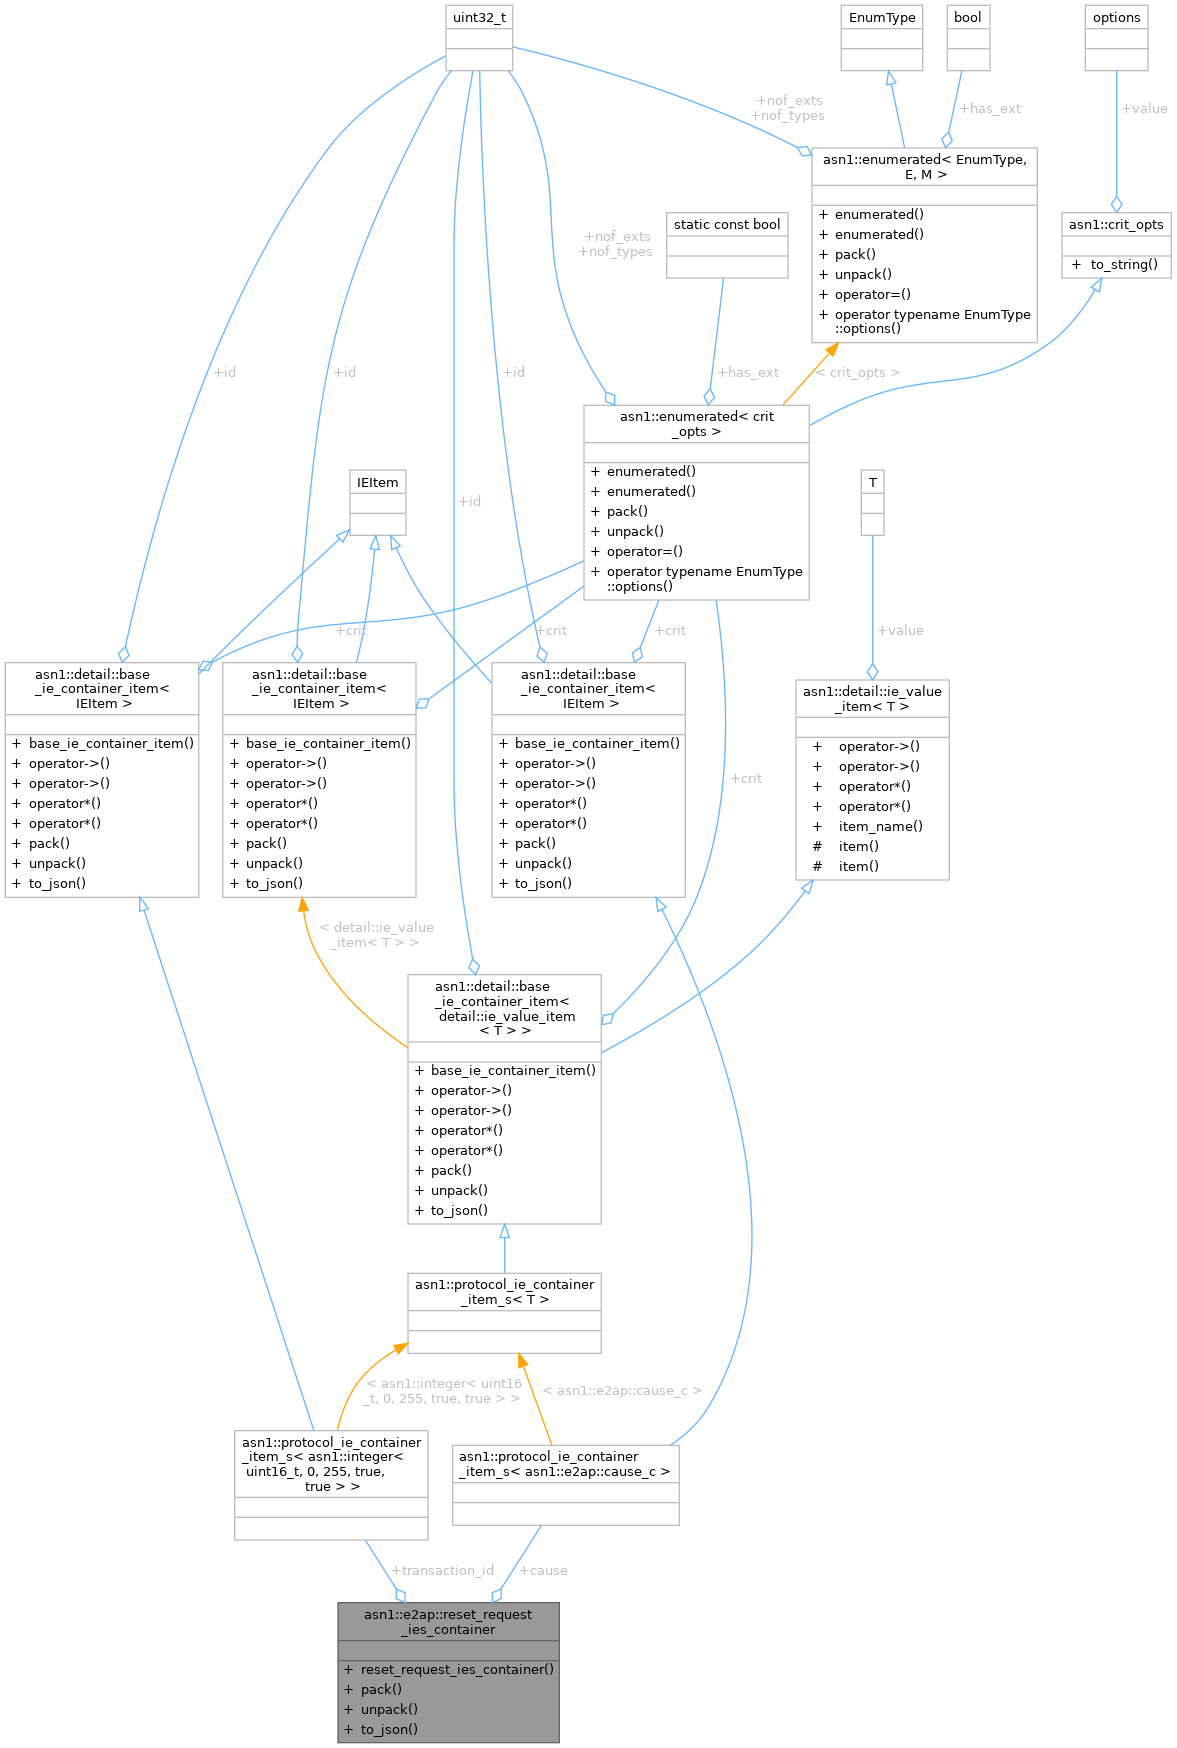 uint32_t
EnumType
bool
options
+nof_exts
+nof_types
+has_ext
+value
asn1::enumerated< EnumType,
E, M >
+ enumerated()
+ enumerated()
+ pack()
+ unpack()
+ operator=()
+ operator typename EnumType
::options()
static const bool
asn1::crit_opts
+ to_string()
+nof_exts
+nof_types
+id
+id
+id
+has_ext
< crit_opts >
asn1::enumerated< crit
_opts >
+ enumerated()
+ enumerated()
+ pack()
+ unpack()
+ operator=()
+ operator typename EnumType
::options()
IEItem
T
+id
+crit
+crit
+crit
+value
asn1::detail::base
_ie_container_item<
IEItem >
+ base_ie_container_item()
+ operator->()
+ operator->()
+ operator*()
+ operator*()
+ pack()
+ unpack()
+ to_json()
asn1::detail::base
_ie_container_item<
IEItem >
+ base_ie_container_item()
+ operator->()
+ operator->()
+ operator*()
+ operator*()
+ pack()
+ unpack()
+ to_json()
asn1::detail::base
_ie_container_item<
IEItem >
+ base_ie_container_item()
+ operator->()
+ operator->()
+ operator*()
+ operator*()
+ pack()
+ unpack()
+ to_json()
+crit
asn1::detail::ie_value
_item< T >
+ operator->()
+ operator->()
+ operator*()
+ operator*()
+ item_name()
# item()
# item()
< detail::ie_value
_item< T > >
asn1::detail::base
_ie_container_item<
detail::ie_value_item
< T > >
+ base_ie_container_item()
+ operator->()
+ operator->()
+ operator*()
+ operator*()
+ pack()
+ unpack()
+ to_json()
asn1::protocol_ie_container
_item_s< T >
< asn1::integer< uint16
_t, 0, 255, true, true > >
< asn1::e2ap::cause_c >
asn1::protocol_ie_container
_item_s< asn1::integer<
uint16_t, 0, 255, true,
true > >
asn1::protocol_ie_container
_item_s< asn1::e2ap::cause_c >
+transaction_id
+cause
asn1::e2ap::reset_request
_ies_container
+ reset_request_ies_container()
+ pack()
+ unpack()
+ to_json()